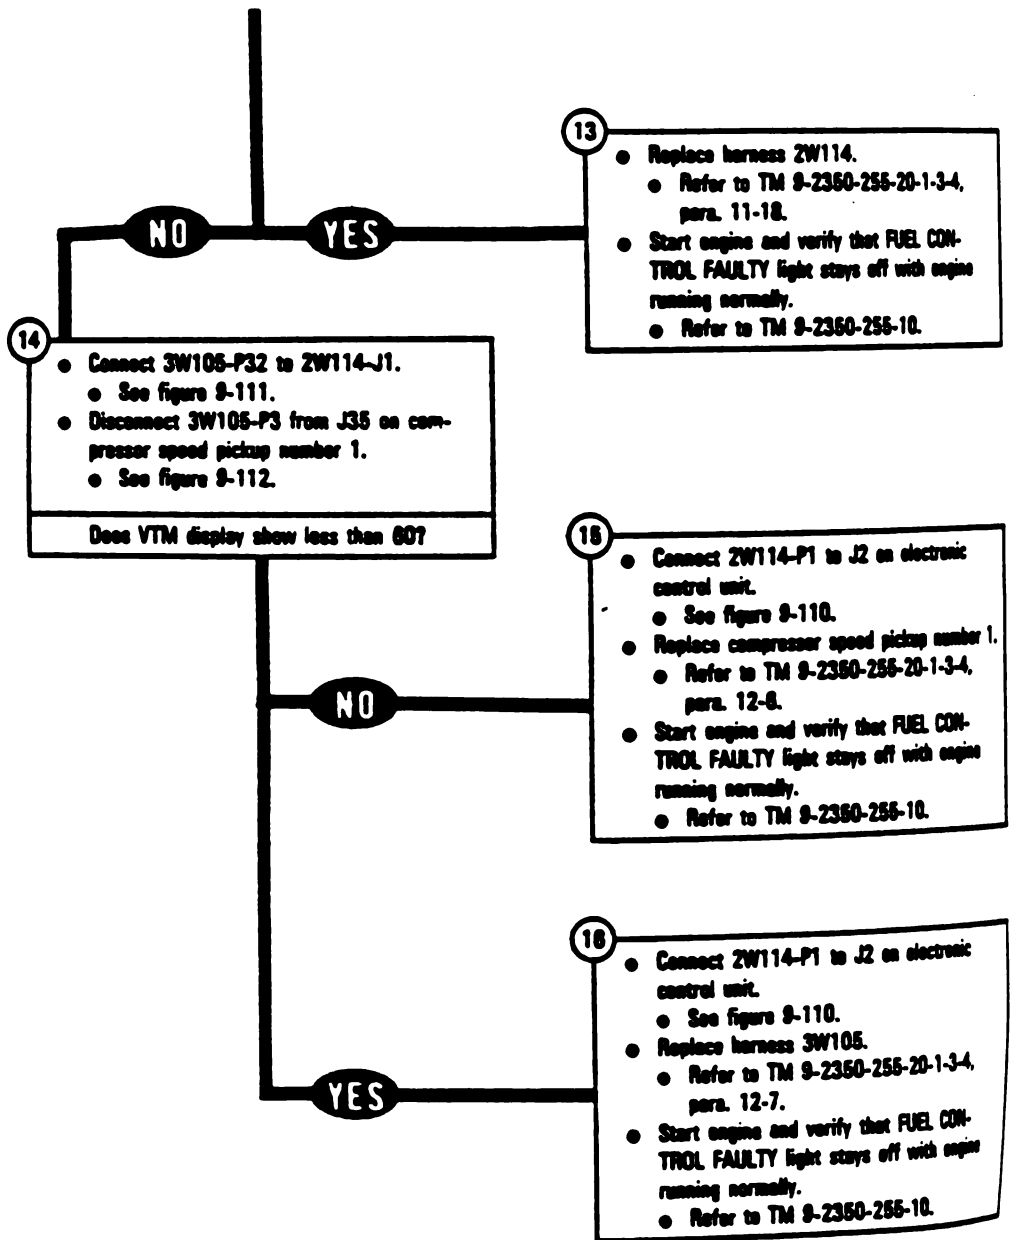 13
● Replace harness 2W114.
● Refer to TM 9-2350-255-20-1-3-4,
para. 11-18.
● Start engine and verify that FUEL CON-
TROL FAULTY light stays off with engine
running normally.
● Refer to TM 9-2350-255-10.
NO
YES
14
● Connect 3W105-P32 to 2W114-J1.
● See figure 9-111.
● Disconnect 3W105-P3 from J35 on com-
pressor speed pickup number 1.
● See figure 9-112.
Does VTM display show less than 60?
15
● Connect 2W114-P1 to J2 on electronic
control unit.
● See figure 9-110.
● Replace compressor speed pickup number 1.
● Refer to TM 9-2350-255-20-1-3-4,
para. 12-6.
● Start engine and verify that FUEL CON-
TROL FAULTY light stays off with engine
running normally.
● Refer to TM 9-2350-255-10.
NO
16
● Connect 2W114-P1 to J2 on electronic
control unit.
● See figure 9-110.
● Replace harness 3W105.
● Refer to TM 9-2350-255-20-1-3-4,
para. 12-7.
● Start engine and verify that FUEL CON-
TROL FAULTY light stays off with engine
running normally.
● Refer to TM 9-2350-255-10.
YES